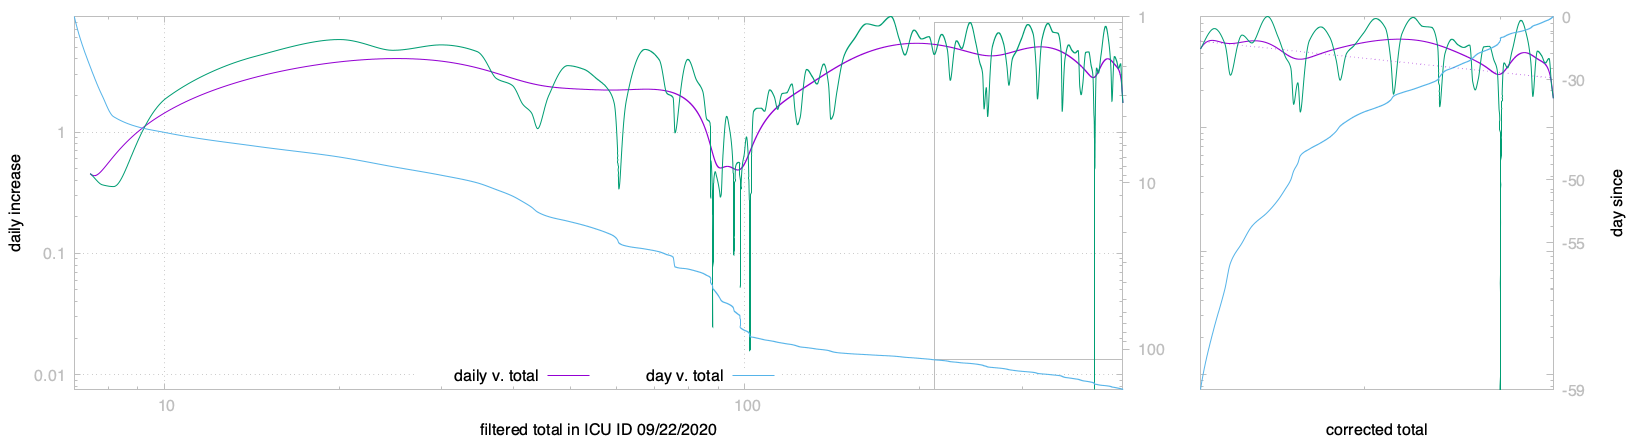 daily increase
1
0.1
0.01
10
100
1
10
100
daily v. total
day v. total
filtered total in ICU ID 09/22/2020
0
-30
-50
-55
-59
day since
corrected total